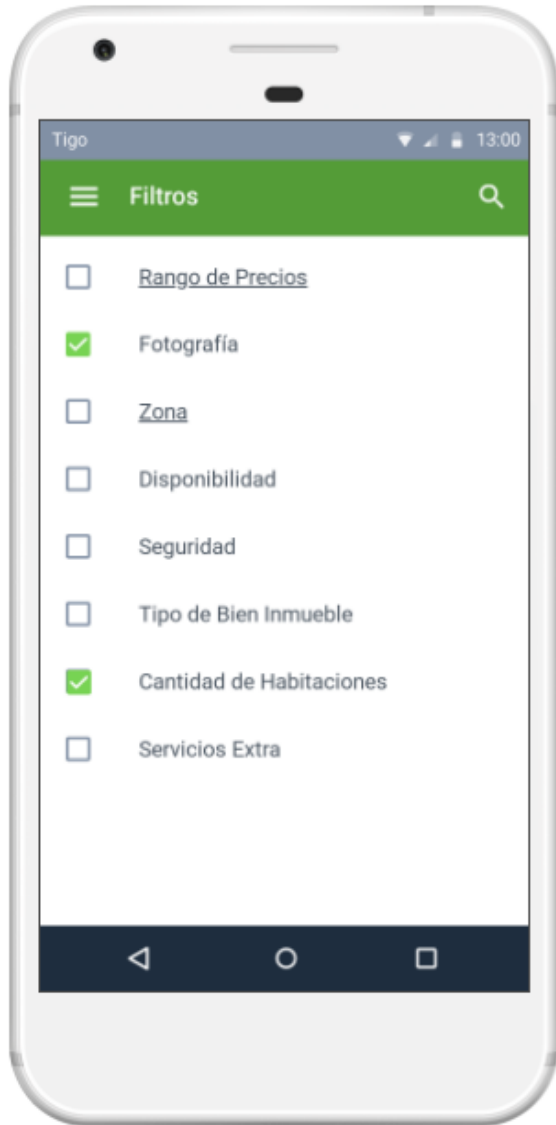 Tigo 13:00
Filtros
Rango de Precios
Fotografía
Zona
Disponibilidad
Seguridad
Tipo de Bien Inmueble
Cantidad de Habitaciones
Servicios Extra